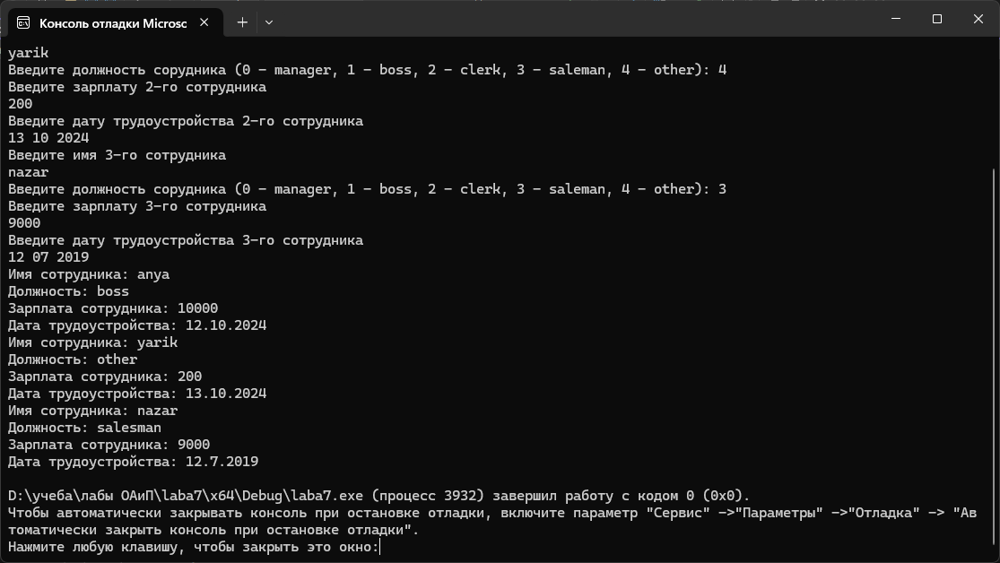 Консоль отладки Microsc
yarik
Введите должность сорудника (0 - manager, 1 - boss, 2 - clerk, 3 - saleman, 4 - other): 4
Введите зарплату 2-го сотрудника
200
Введите дату трудоустройства 2-го сотрудника
13 10 2024
Введите имя 3-го сотрудника
nazar
Введите должность сорудника (0 - manager, 1 - boss, 2 - clerk, 3 - saleman, 4 - other): 3
Введите зарплату 3-го сотрудника
9000
Введите дату трудоустройства 3-го сотрудника
12 07 2019
Имя сотрудника: anya
Должность: boss
Зарплата сотрудника: 10000
Дата трудоустройства: 12.10.2024
Имя сотрудника: yarik
Должность: other
Зарплата сотрудника: 200
Дата трудоустройства: 13.10.2024
Имя сотрудника: nazar
Должность: salesman
Зарплата сотрудника: 9000
Дата трудоустройства: 12.7.2019
D:\учеба\лабы ОАиП\laba7\x64\Debug\laba7.exe (процесс 3932) завершил работу с кодом 0 (0x0).
Чтобы автоматически закрывать консоль при остановке отладки, включите параметр "Сервис" ->"Параметры" ->"Отладка" -> "Ав
томатически закрыть консоль при остановке отладки".
Нажмите любую клавишу, чтобы закрыть это окно: